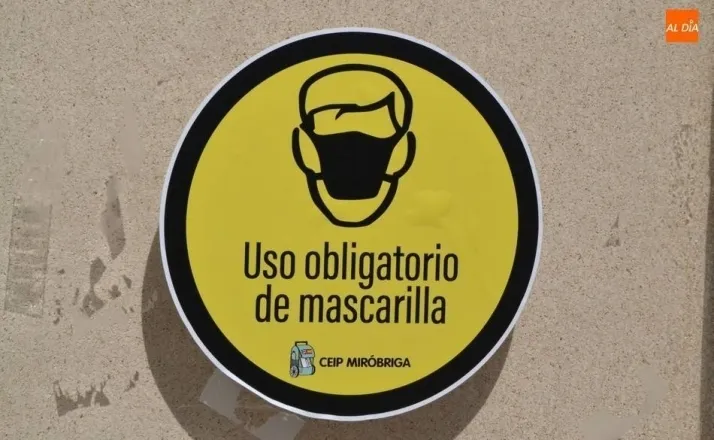 AL DÍA
Uso obligatorio
de mascarilla
CEIP MIRÓBRIGA